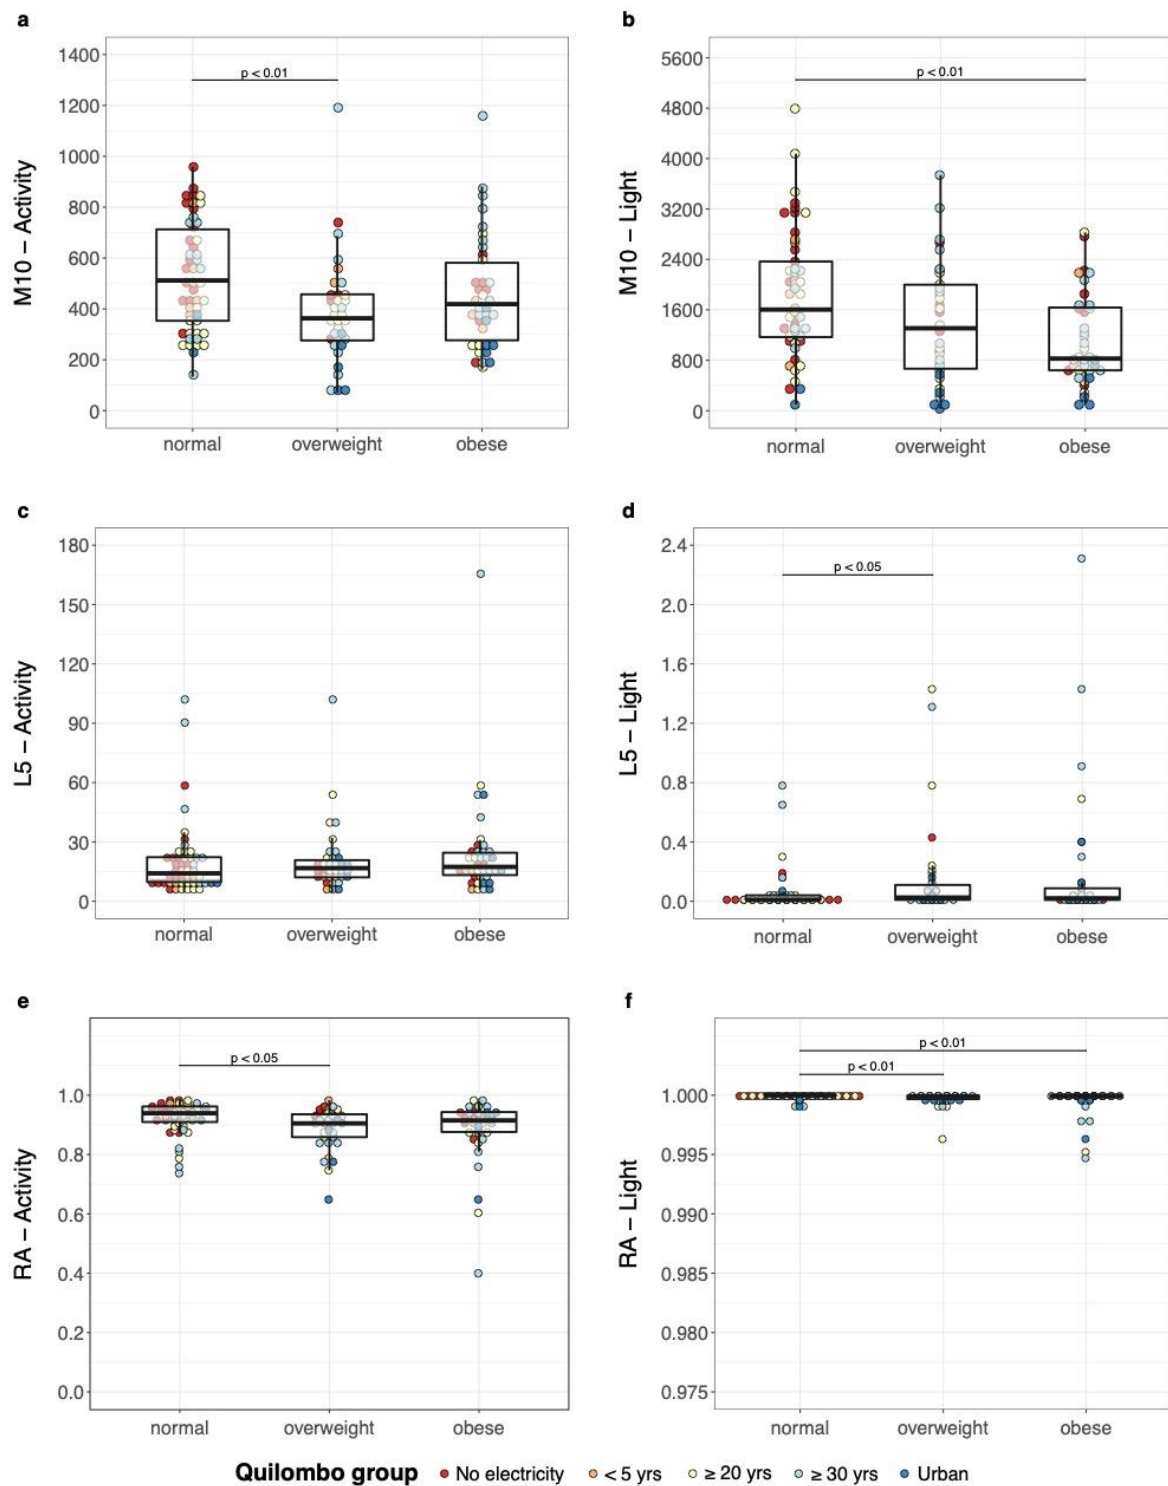 a
M10 – Activity
1400
1200
1000
800
600
400
200
0
p < 0.01
normal overweight obese
b
M10 – Light
5600
4800
4000
3200
2400
1600
800
0
p < 0.01
normal overweight obese
c
L5 – Activity
180
150
120
90
60
30
0
normal overweight obese
d
L5 – Light
2.4
2.0
1.6
1.2
0.8
0.4
0.0
p < 0.05
normal overweight obese
e
RA – Activity
1.0
0.8
0.6
0.4
0.2
0.0
p < 0.05
normal overweight obese
f
RA – Light
1.000
0.995
0.990
0.985
0.980
0.975
p < 0.01
p < 0.01
normal overweight obese
Quilombo group No electricity < 5 yrs ≥ 20 yrs ≥ 30 yrs Urban